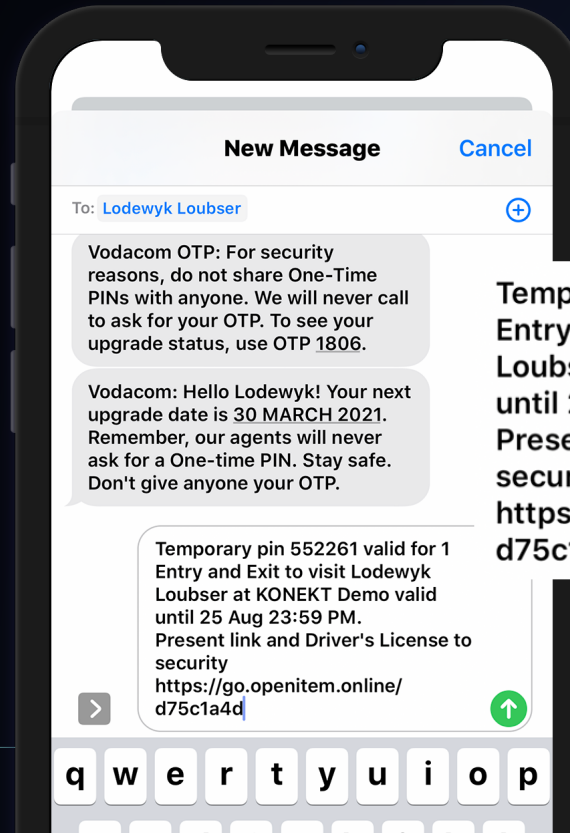 New Message
Cancel
To: Lodewyk Loubser
Vodacom OTP: For security
reasons, do not share One-Time
PINs with anyone. We will never call
to ask for your OTP. To see your
upgrade status, use OTP 1806.
Vodacom: Hello Lodewyk! Your next
upgrade date is 30 MARCH 2021.
Remember, our agents will never
ask for a One-time PIN. Stay safe.
Don't give anyone your OTP.
Temporary pin 552261 valid for 1
Entry and Exit to visit Lodewyk
Loubser at KONEKT Demo valid
until 25 Aug 23:59 PM.
Present link and Driver's License to
security
https://go.openitem.online/
d75c1a4d
q w e r t y u i o p
Temp
Entry
Loubs
until
Prese
secur
https
d75c